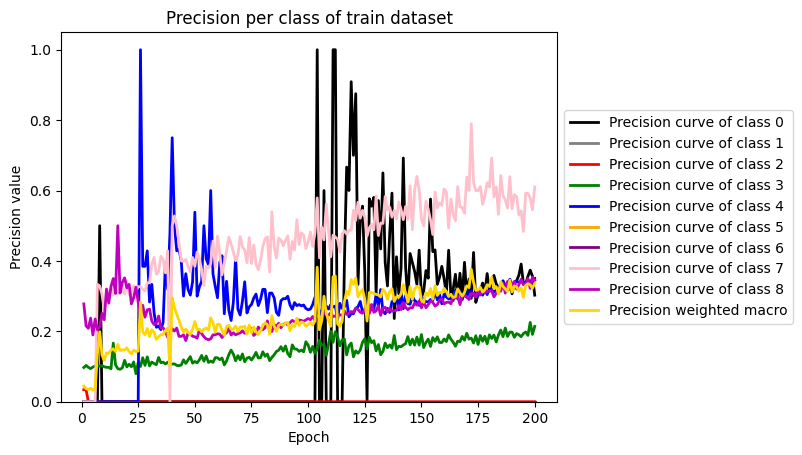 Precision per class of train dataset
Precision value
1.0
0.8
0.6
0.4
0.2
0.0
0
25
50
75
100
125
150
175
200
Epoch
Precision curve of class 0
Precision curve of class 1
Precision curve of class 2
Precision curve of class 3
Precision curve of class 4
Precision curve of class 5
Precision curve of class 6
Precision curve of class 7
Precision curve of class 8
Precision weighted macro